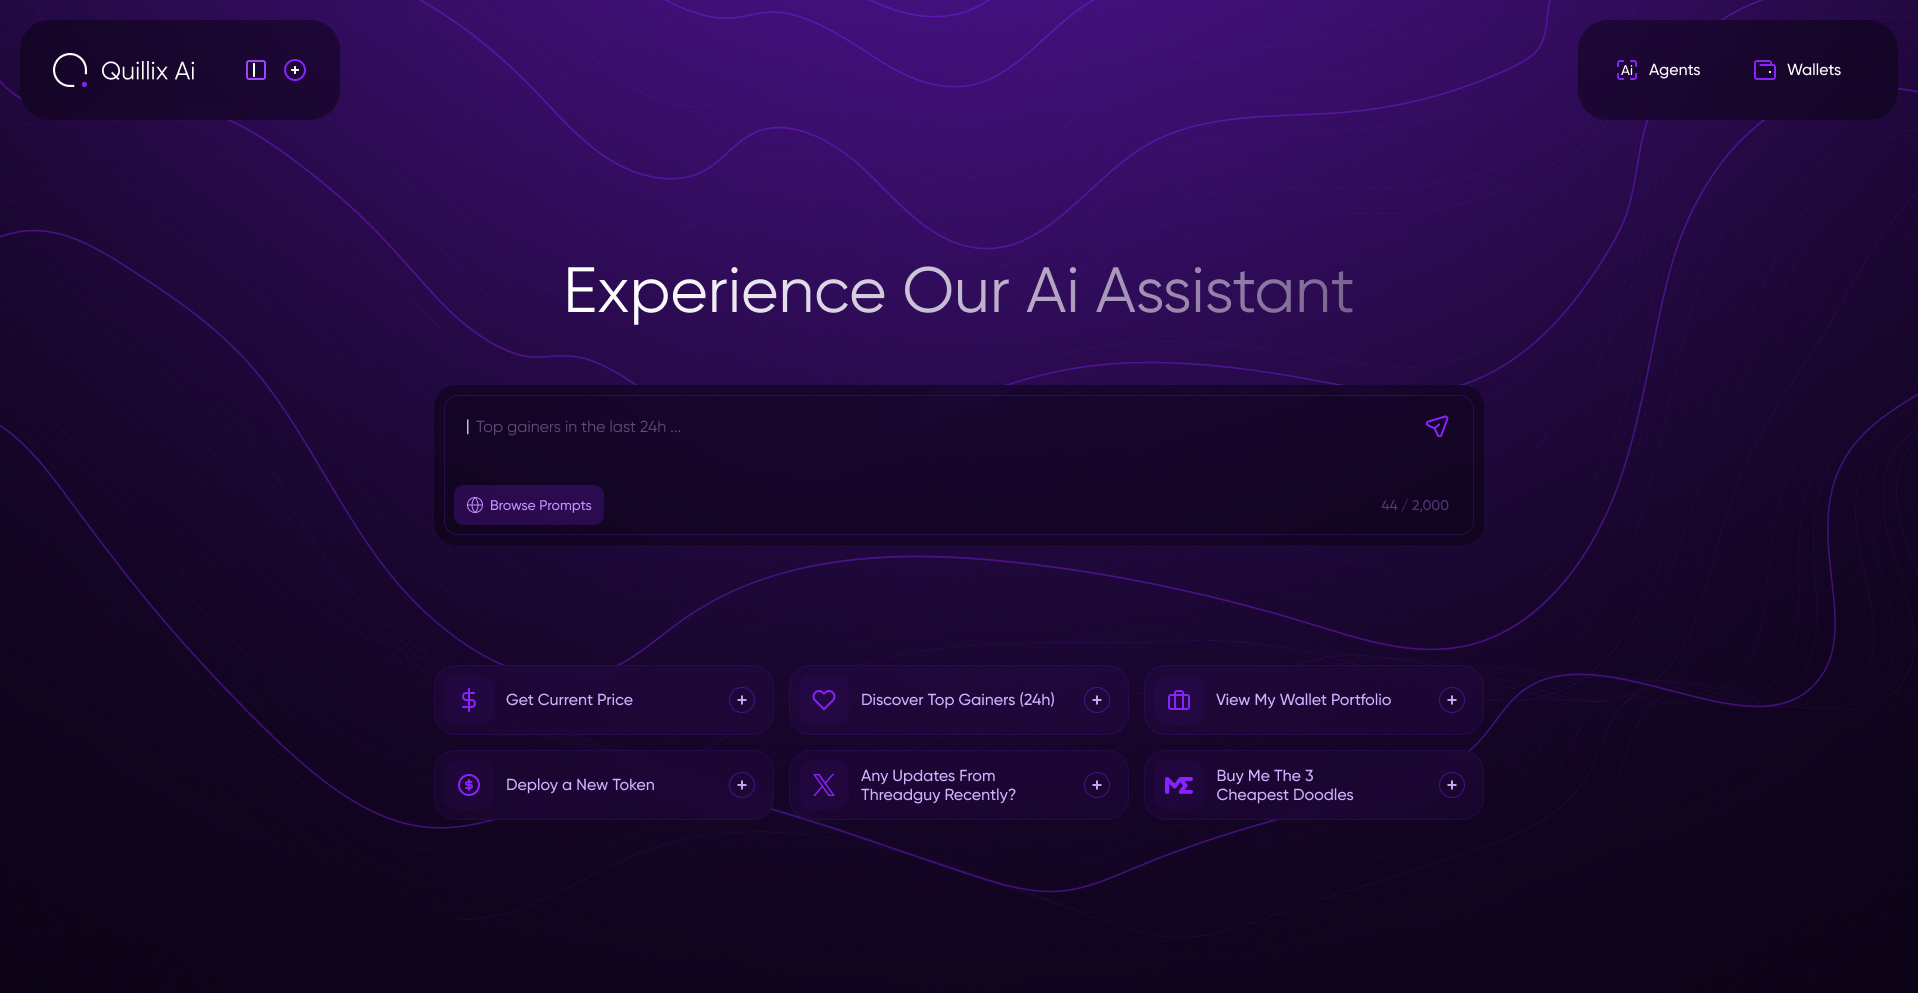 Quillix Ai
Ai Agents
Wallets
Experience Our Ai Assistant
Top gainers in the last 24h ...
Browse Prompts
44 / 2,000
Get Current Price
Discover Top Gainers (24h)
View My Wallet Portfolio
Deploy a New Token
Any Updates From
Threadguy Recently?
Buy Me The 3
Cheapest Doodles